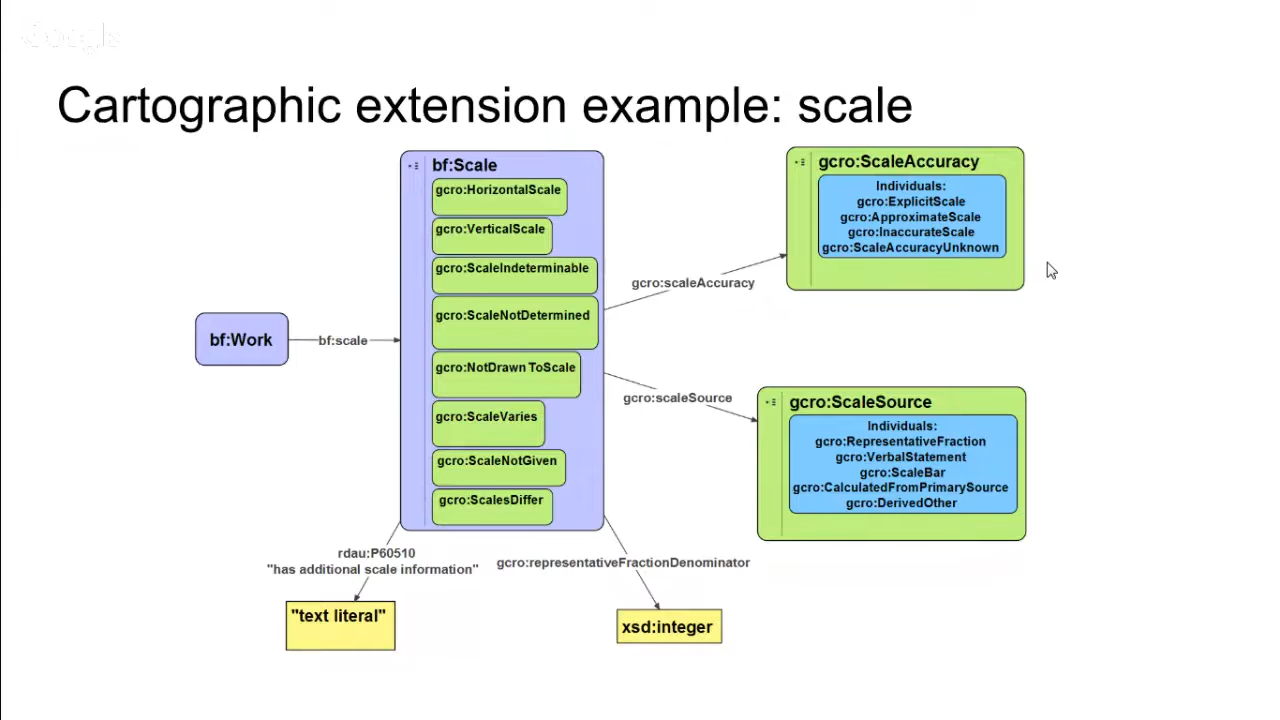 Google
Cartographic extension example: scale
bf:Work
bf:scale
bf:Scale
gcro:HorizontalScale
gcro:VerticalScale
gcro:ScaleIndeterminable
gcro:ScaleNotDetermined
gcro:NotDrawn ToScale
gcro:ScaleVaries
gcro:ScaleNotGiven
gcro:ScalesDiffer
gcro:scaleAccuracy
gcro:ScaleAccuracy
Individuals:
gcro:ExplicitScale
gcro:ApproximateScale
gcro:InaccurateScale
gcro:ScaleAccuracyUnknown
gcro:scaleSource
gcro:ScaleSource
Individuals:
gcro:RepresentativeFraction
gcro:VerbalStatement
gcro:ScaleBar
gcro:CalculatedFromPrimarySource
gcro:DerivedOther
rdau:P60510
"has additional scale information"
"text literal"
gcro:representativeFractionDenominator
xsd:integer